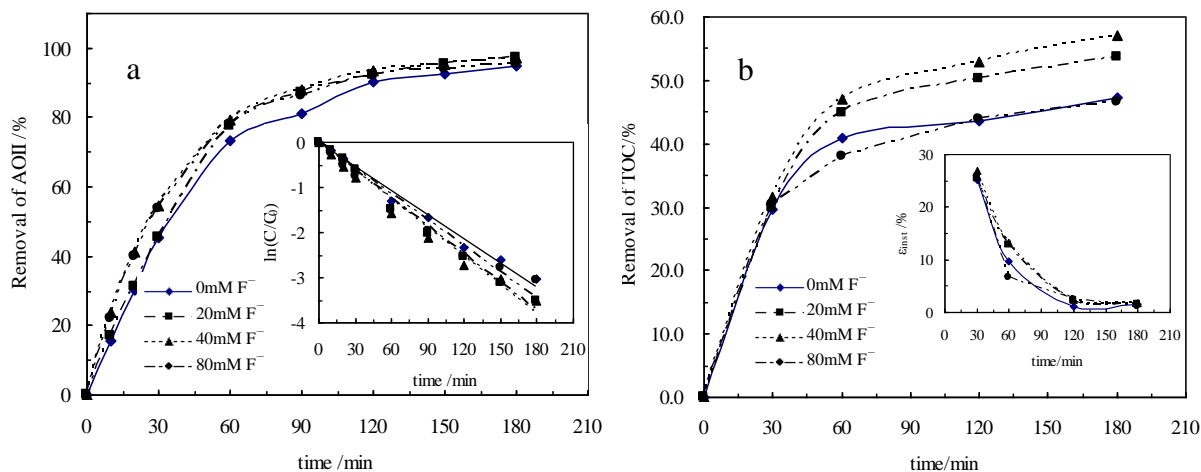 a
Removal of AOII /%
100
80
60
40
20
0
0 30 60 90 120 150 180 210
time /min
0mM F⁻
20mM F⁻
40mM F⁻
80mM F⁻
ln(C/C₀)
0
-1
-2
-3
-4
0 30 60 90 120 150 180 210
time /min
b
Removal of TOC/%
60.0
50.0
40.0
30.0
20.0
10.0
0.0
0 30 60 90 120 150 180 210
time/min
0mM F⁻
20mM F⁻
40mM F⁻
80mM F⁻
εinst /%
30
20
10
0
0 30 60 90 120 150 180 210
time/min